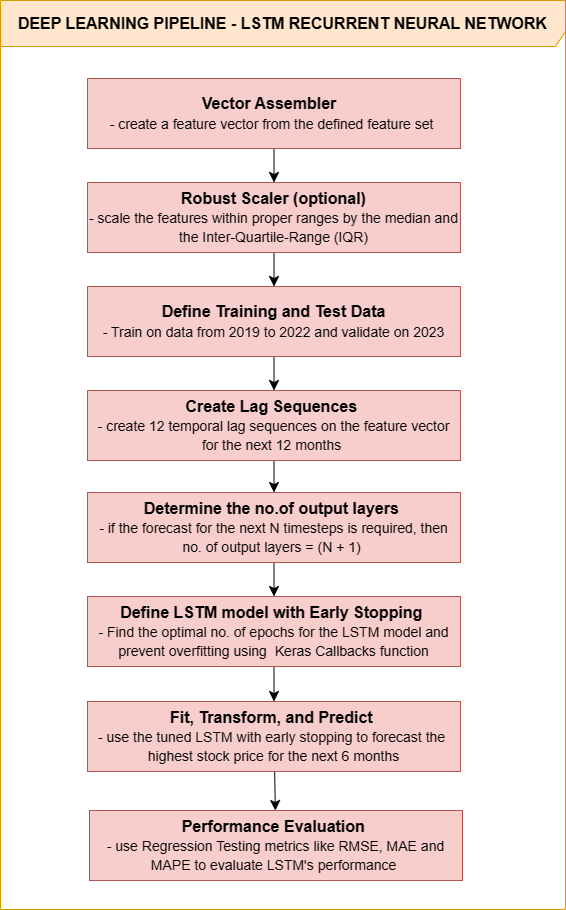 DEEP LEARNING PIPELINE - LSTM RECURRENT NEURAL NETWORK
Vector Assembler
- create a feature vector from the defined feature set
Robust Scaler (optional)
- scale the features within proper ranges by the median and
the Inter-Quartile-Range (IQR)
Define Training and Test Data
- Train on data from 2019 to 2022 and validate on 2023
Create Lag Sequences
- create 12 temporal lag sequences on the feature vector
for the next 12 months
Determine the no.of output layers
- if the forecast for the next N timesteps is required, then
no. of output layers = (N + 1)
Define LSTM model with Early Stopping
- Find the optimal no. of epochs for the LSTM model and
prevent overfitting using  Keras Callbacks function
Fit, Transform, and Predict
- use the tuned LSTM with early stopping to forecast the
highest stock price for the next 6 months
Performance Evaluation
- use Regression Testing metrics like RMSE, MAE and
MAPE to evaluate LSTM's performance